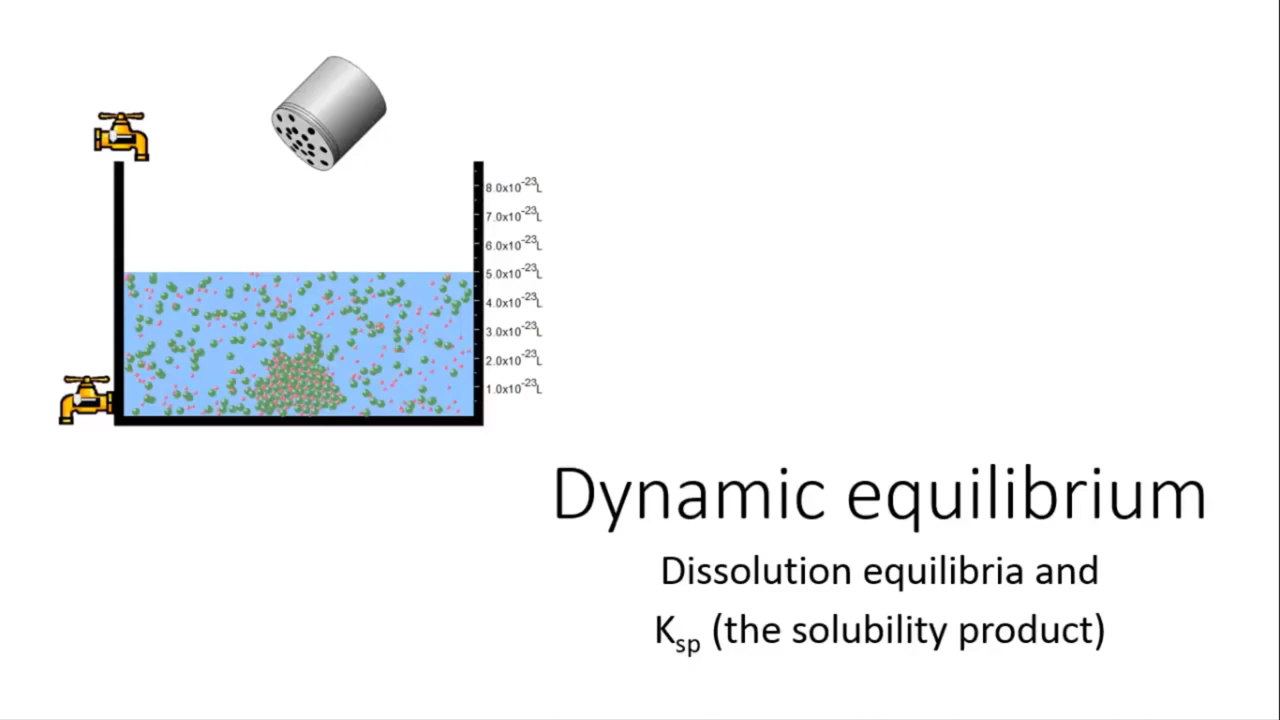 8.0x10⁻²³L
7.0x10⁻²³L
6.0x10⁻²³L
5.0x10⁻²³L
4.0x10⁻²³L
3.0x10⁻²³L
2.0x10⁻²³L
1.0x10⁻²³L
Dynamic equilibrium
Dissolution equilibria and
Kₛₚ (the solubility product)